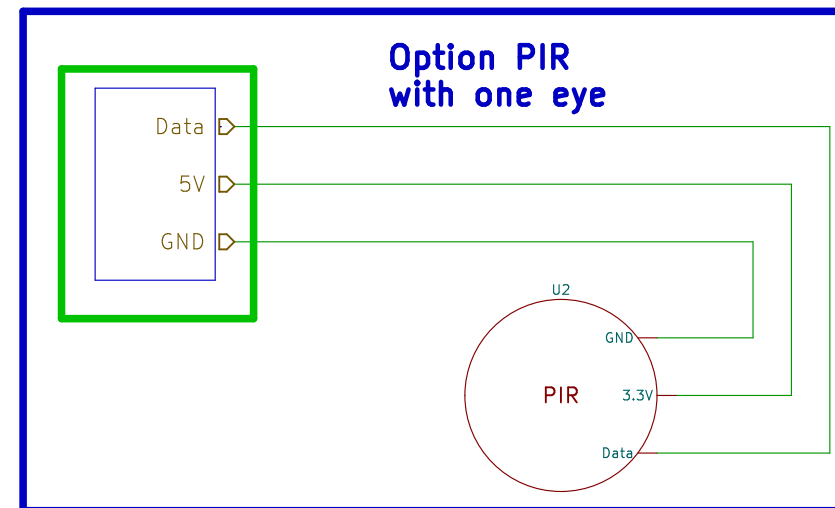 Option PIR
with one eye
Data
5V
GND
U2
GND
PIR
3.3V
Data